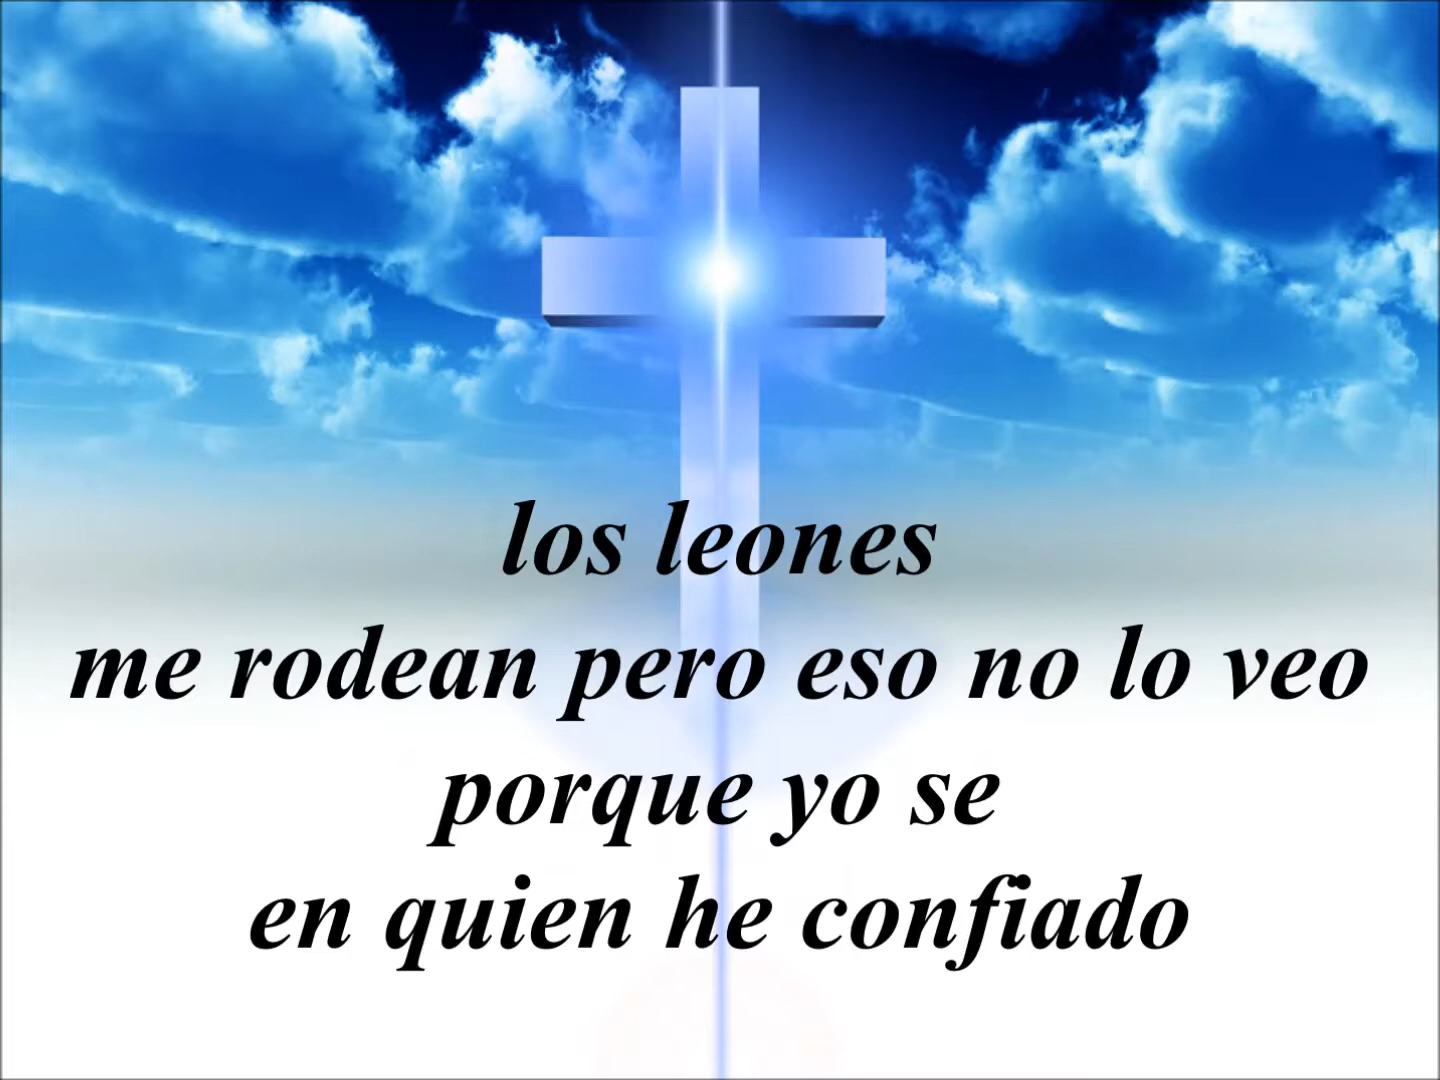 los leones
me rodean pero eso no lo veo
porque yo se
en quien he confiado